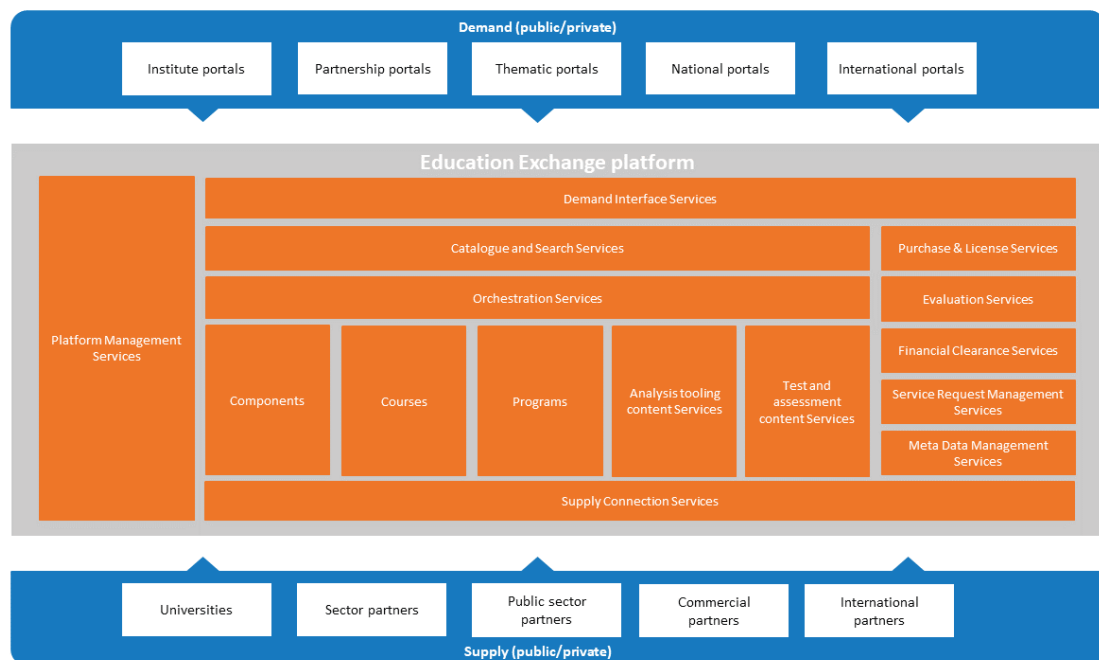 Demand (public/private)
Institute portals
Partnership portals
Thematic portals
National portals
International portals
Education Exchange platform
Platform Management
Services
Demand Interface Services
Catalogue and Search Services
Orchestration Services
Components
Courses
Programs
Analysis tooling
content Services
Test and
assessment
content Services
Purchase & License Services
Evaluation Services
Financial Clearance Services
Service Request Management
Services
Meta Data Management
Services
Supply Connection Services
Universities
Sector partners
Public sector
partners
Commercial
partners
International
partners
Supply (public/private)